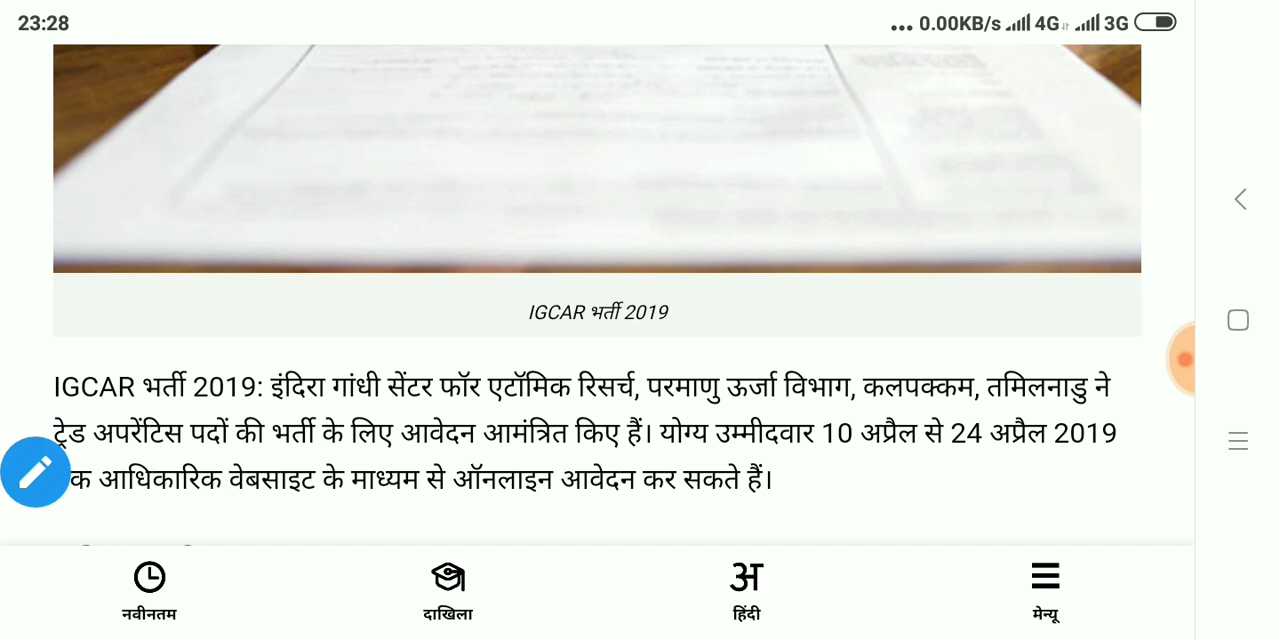 23:28
... 0.00KB/s 4G 3G
IGCAR भर्ती 2019
IGCAR भर्ती 2019: इंदिरा गांधी सेंटर फॉर एटॉमिक रिसर्च, परमाणु ऊर्जा विभाग, कलपक्कम, तमिलनाडु ने
ट्रेड अपरेंटिस पदों की भर्ती के लिए आवेदन आमंत्रित किए हैं। योग्य उम्मीदवार 10 अप्रैल से 24 अप्रैल 2019
क आधिकारिक वेबसाइट के माध्यम से ऑनलाइन आवेदन कर सकते हैं।
नवीनतम दाखिला अ हिंदी मेन्यू